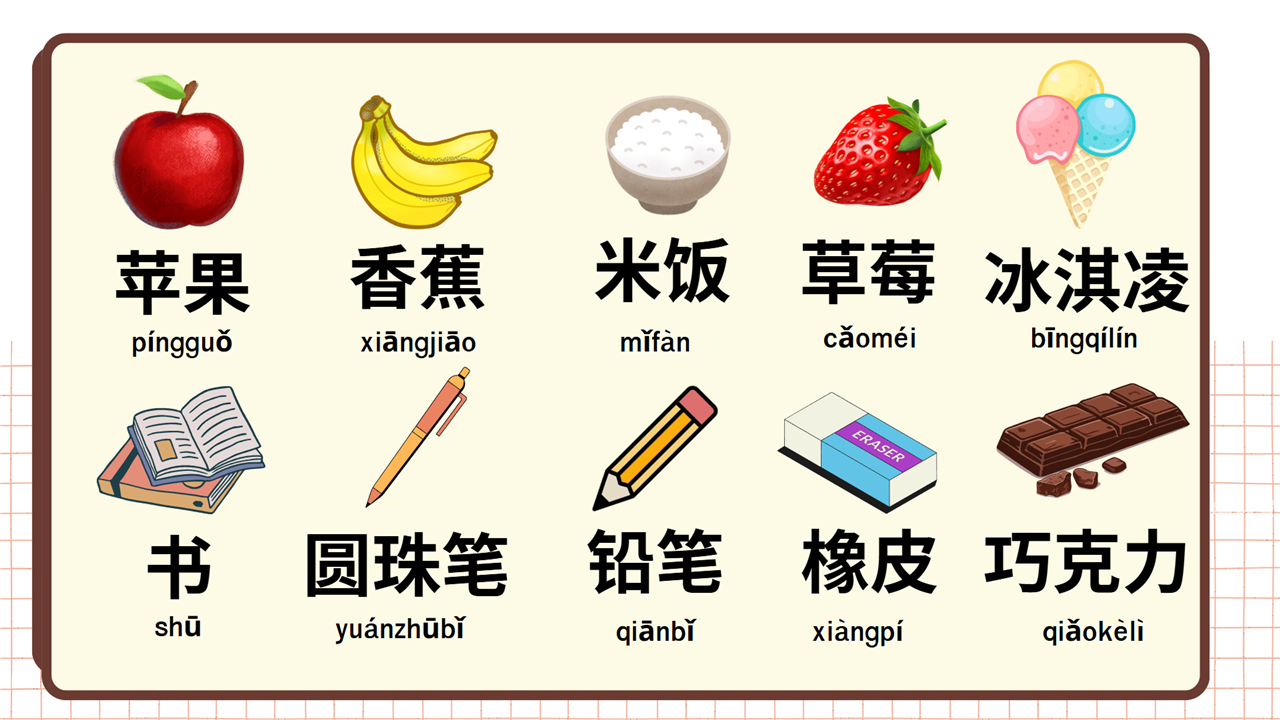 苹果 香蕉 米饭 草莓 冰淇凌
píngguǒ xiāngjiāo mǐfàn cǎoméi bīngqílín
ERASER
书 圆珠笔 铅笔 橡皮 巧克力
shū yuánzhūbǐ qiānbǐ xiàngpí qiǎokèlì